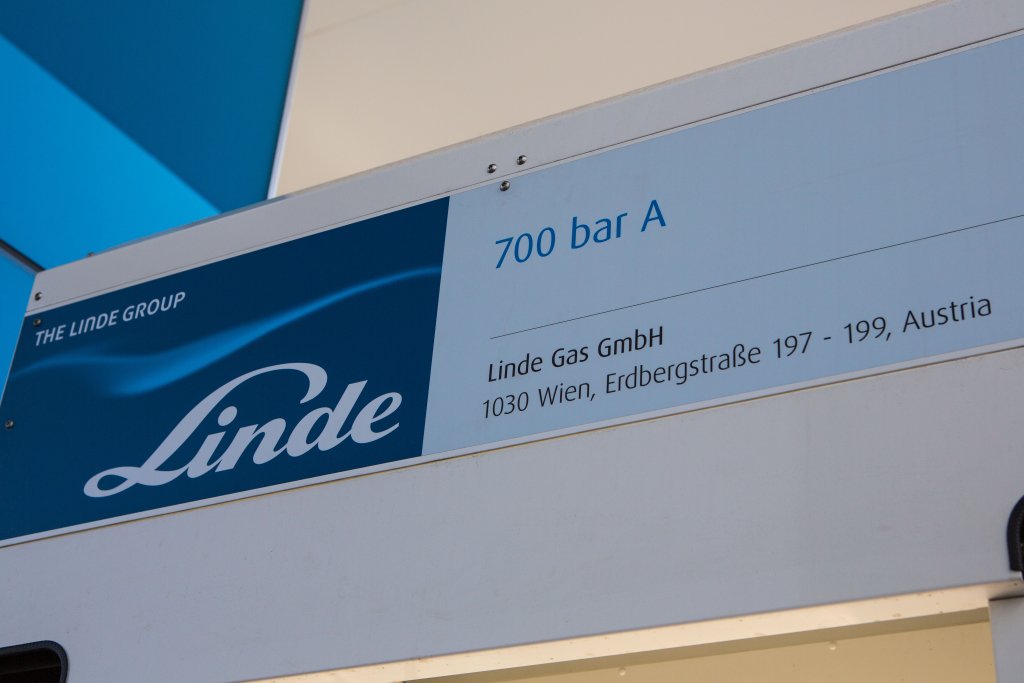 THE LINDE GROUP
Linde
700 bar A
Linde Gas GmbH
1030 Wien, Erdbergstraße 197 - 199, Austria